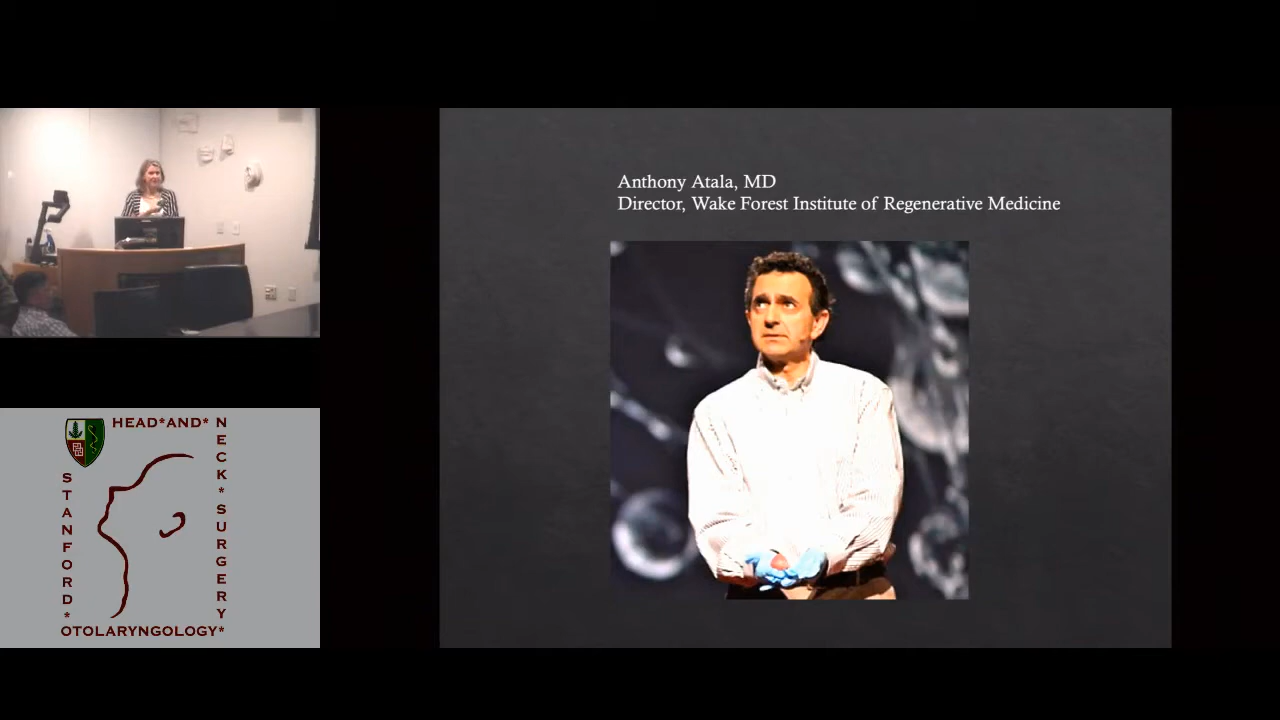 Anthony Atala, MD
Director, Wake Forest Institute of Regenerative Medicine
HEAD*AND*
NECK*SURGERY
STANFORD*
OTOLARYNGOLOGY*